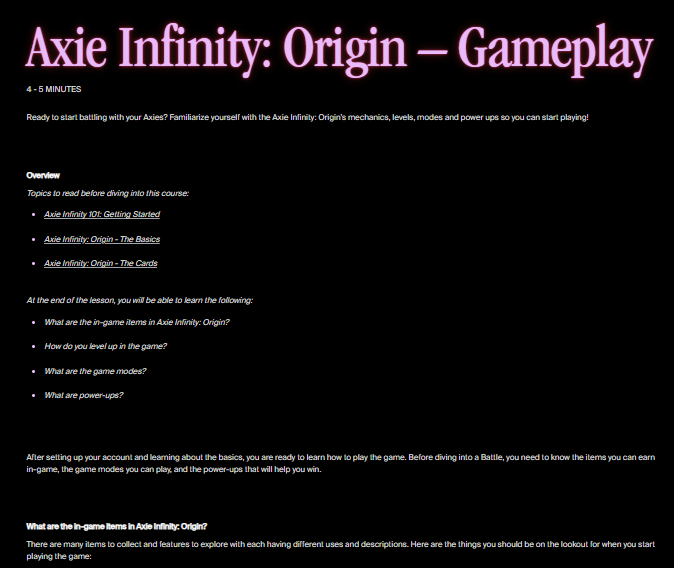 Axie Infinity: Origin – Gameplay
4 - 5 MINUTES
Ready to start battling with your Axies? Familiarize yourself with the Axie Infinity: Origin's mechanics, levels, modes and power ups so you can start playing!
Overview
Topics to read before diving into this course:
• Axie Infinity 101: Getting Started
• Axie Infinity: Origin - The Basics
• Axie Infinity: Origin - The Cards
At the end of the lesson, you will be able to learn the following:
• What are the in-game items in Axie Infinity: Origin?
• How do you level up in the game?
• What are the game modes?
• What are power-ups?
After setting up your account and learning about the basics, you are ready to learn how to play the game. Before diving into a Battle, you need to know the items you can earn
in-game, the game modes you can play, and the power-ups that will help you win.
What are the in-game items in Axie Infinity: Origin?
There are many items to collect and features to explore with each having different uses and descriptions. Here are the things you should be on the lookout for when you start
playing the game: